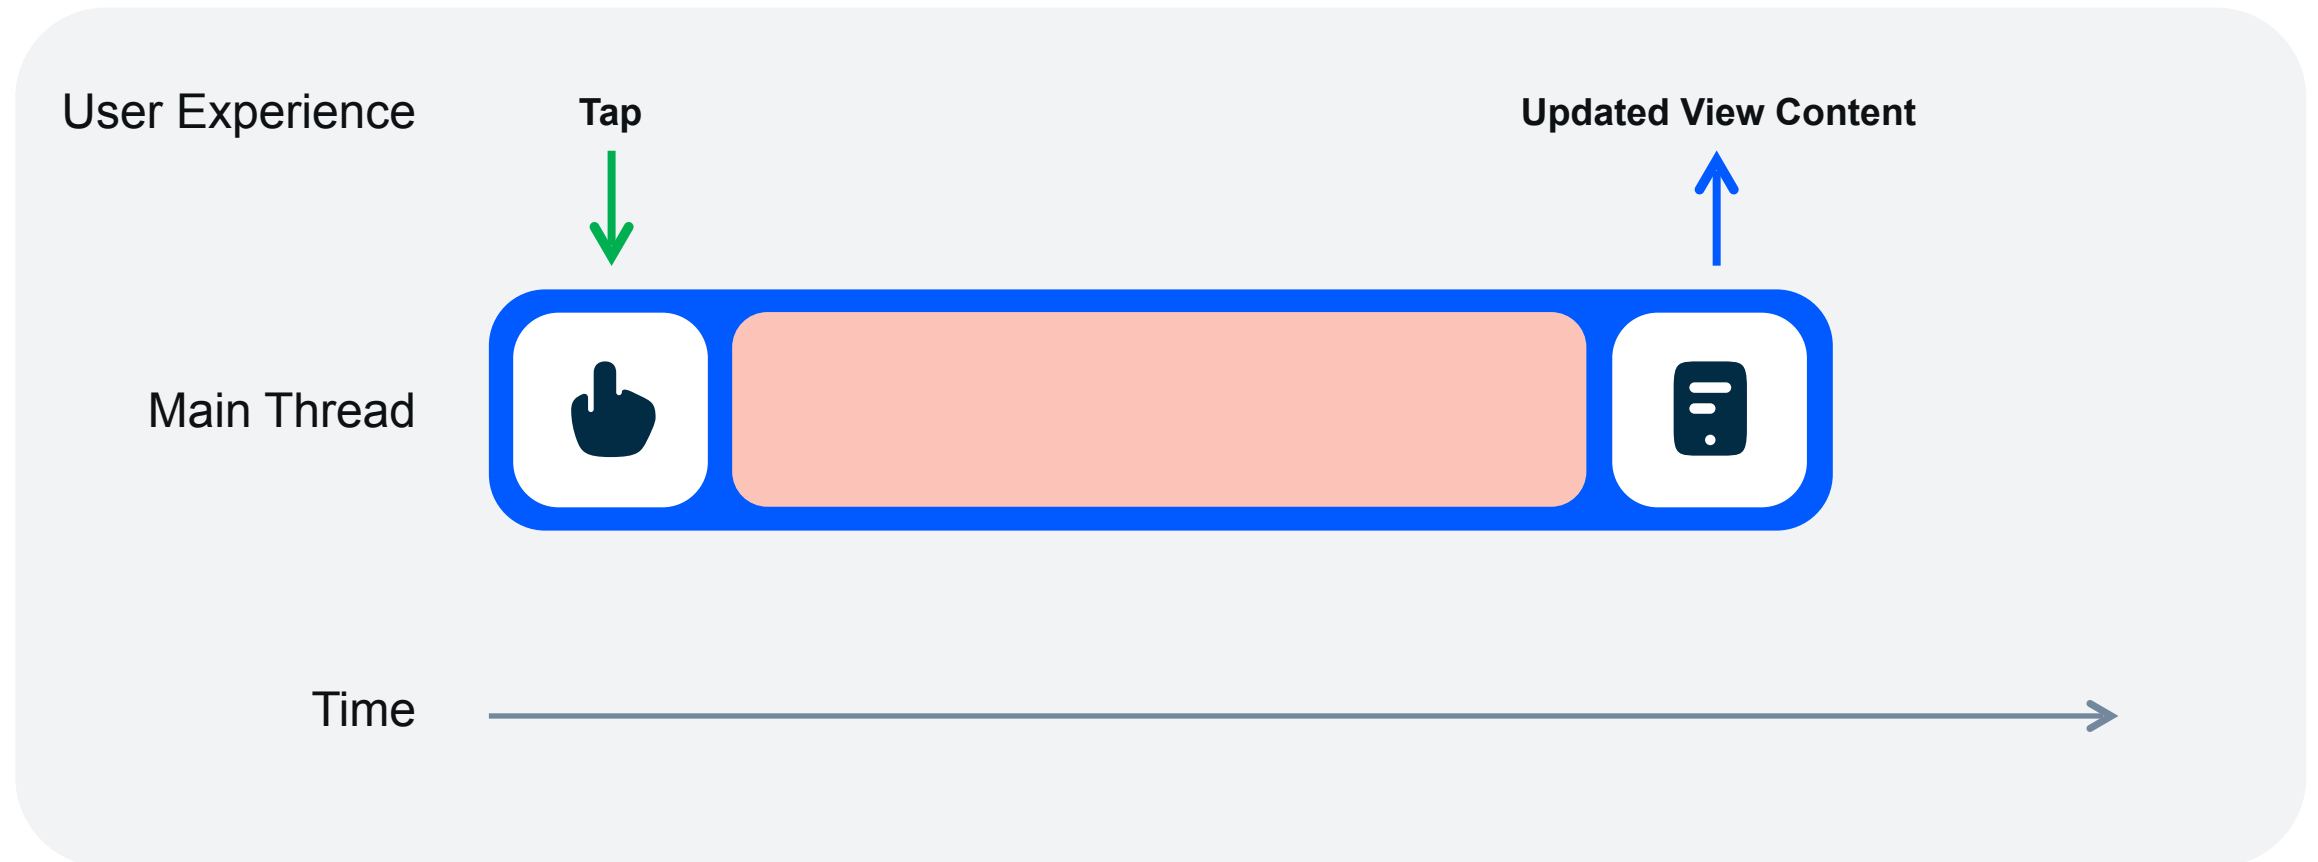 User Experience
Tap
Updated View Content
Main Thread
Time